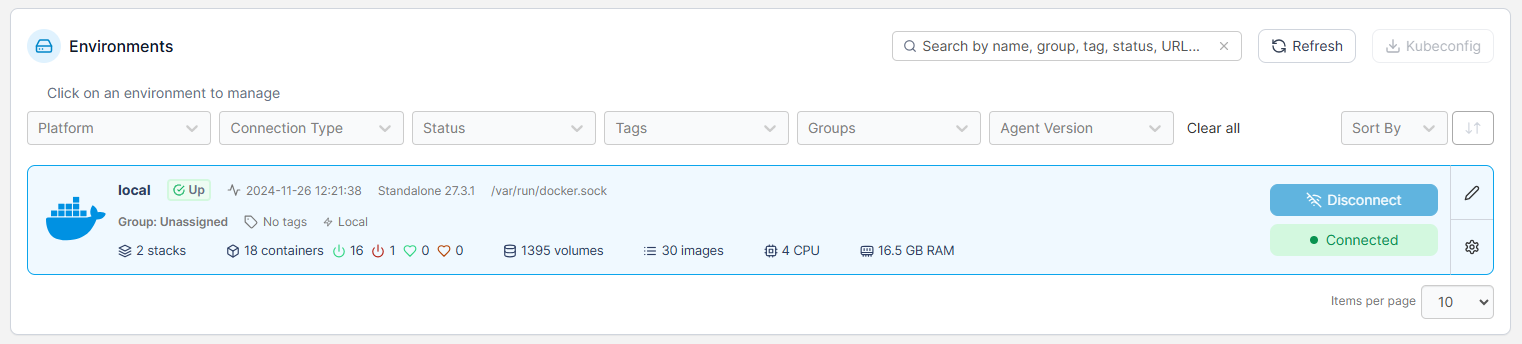 Environments
Search by name, group, tag, status, URL...
Refresh
Kubeconfig
Click on an environment to manage
Platform
Connection Type
Status
Tags
Groups
Agent Version
Clear all
Sort By
local
Up
2024-11-26 12:21:38
Standalone 27.3.1
/var/run/docker.sock
Disconnect
Group: Unassigned
No tags
Local
Connected
2 stacks
18 containers
16
1
0
0
1395 volumes
30 images
4 CPU
16.5 GB RAM
Items per page
10